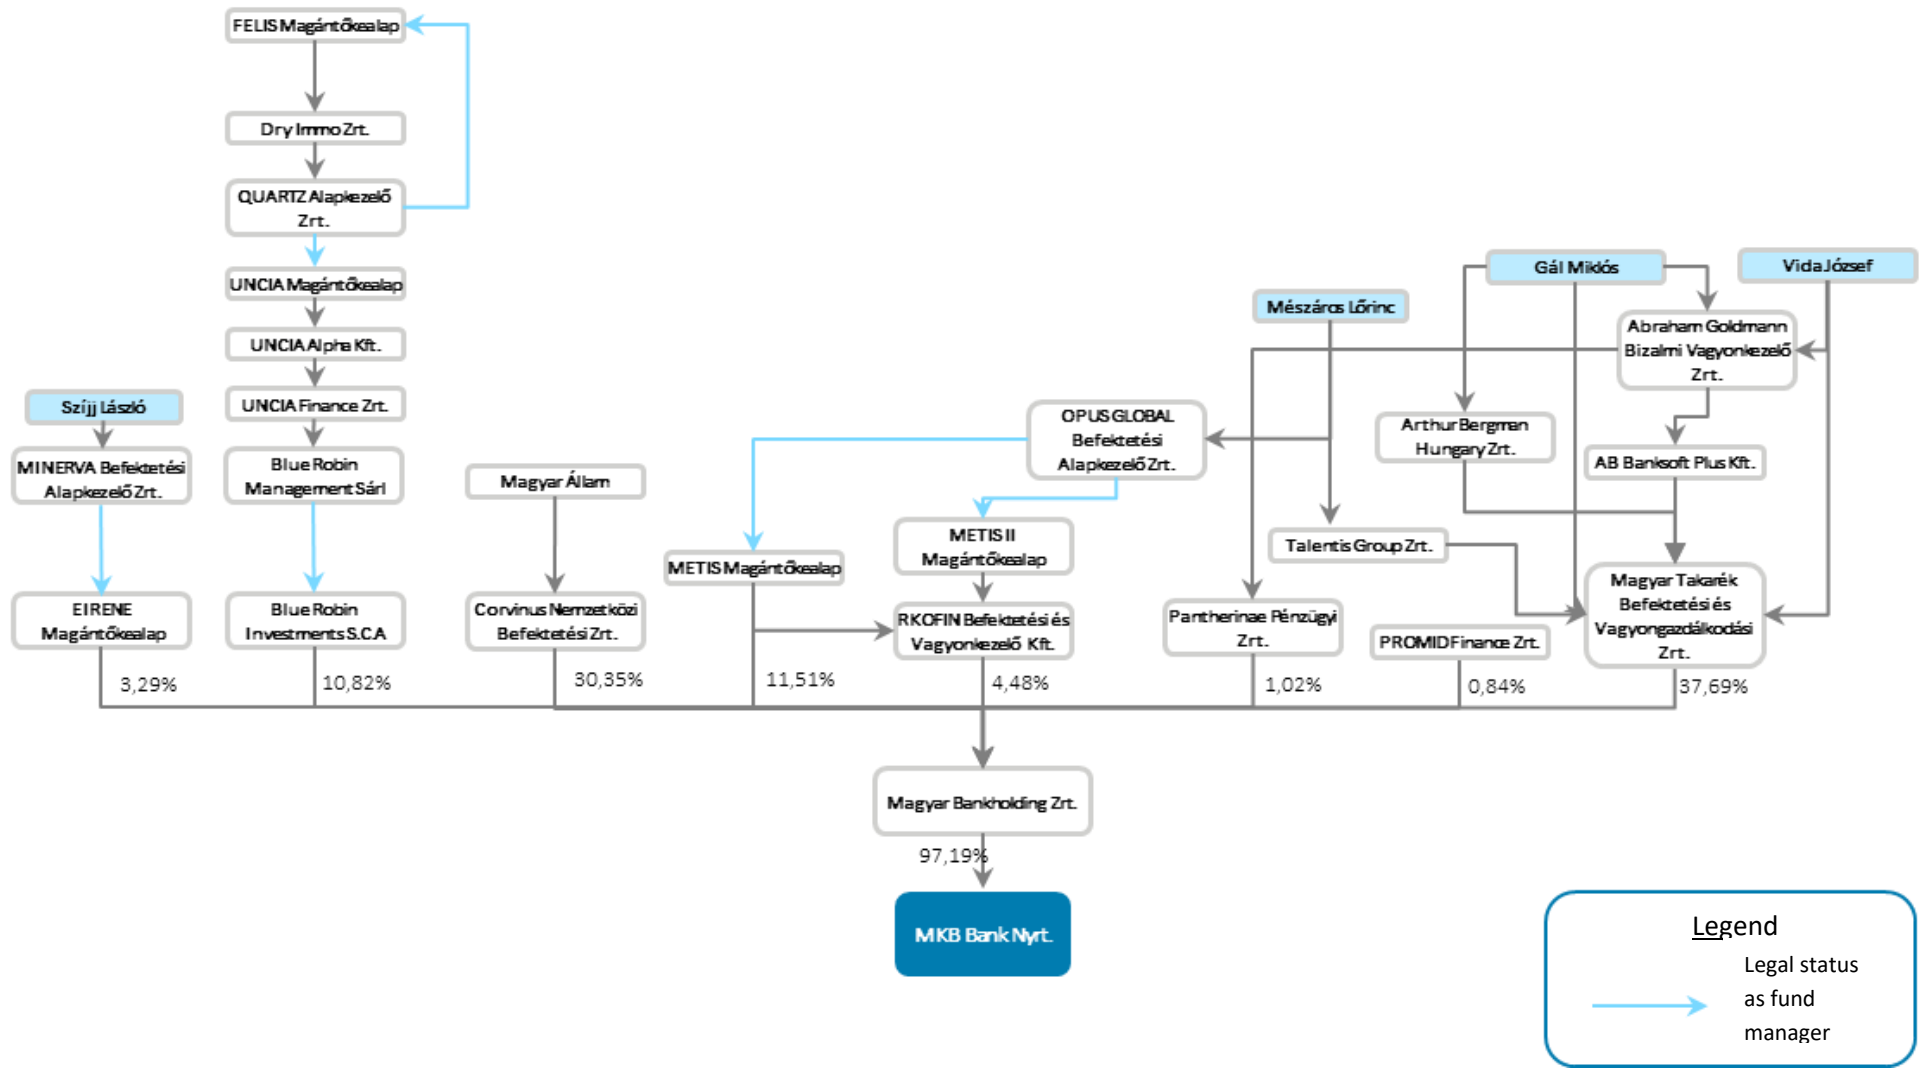 FELIS Magántőkealap
Dry Immo Zrt.
QUARTZ Alapkezelő
Zrt.
UNCIA Magántőkealap
UNCIA Alpha Kft.
UNCIA Finance Zrt.
Blue Robin
Management Sárl
Blue Robin
Investments S.C.A
10,82%
Szíjj László
MINERVA Befektetési
Alapkezelő Zrt.
EIRENE
Magántőkealap
3,29%
Magyar Állam
Corvinus Nemzetközi
Befektetési Zrt.
30,35%
METIS Magántőkealap
11,51%
OPUS GLOBAL
Befektetési
Alapkezelő Zrt.
METIS II
Magántőkealap
RKOFIN Befektetési és
Vagyonkezelő Kft.
4,48%
Mészáros Lőrinc
Talentis Group Zrt.
Pantherinae Pénzügyi
Zrt.
1,02%
PROMID Finance Zrt.
0,84%
Gál Miklós
Vida József
Abraham Goldmann
Bizalmi Vagyonkezelő
Zrt.
Arthur Bergman
Hungary Zrt.
AB Banksoft Plus Kft.
Magyar Takarék
Befektetési és
Vagyongazdálkodási
Zrt.
37,69%
Magyar Bankholding Zrt.
97,19%
MKB Bank Nyrt.
Legend
Legal status
as fund
manager